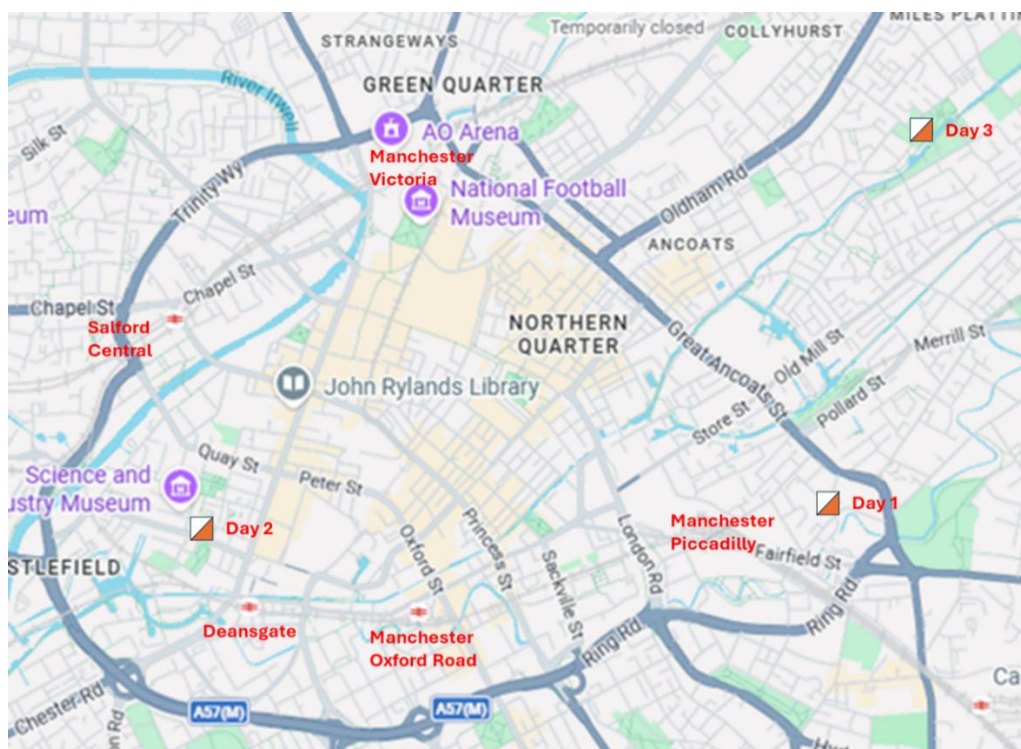 MILES PLATTIN
Temporarily closed
COLLYHURST
STRANGEWAYS
GREEN QUARTER
River Irwell
AO Arena
Manchester
Victoria
Day 3
Silk St
National Football
Museum
Trinity Wy
Oldham Rd
eum
ANCOATS
Chapel St
Chapel St
Salford
Central
NORTHERN
QUARTER
Great Ancoats St
Old Mill St
Merrill St
John Rylands Library
Pollard St
Store St
Quay St
Science and
ustry Museum
Peter St
Day 1
Day 2
Manchester
Piccadilly
Oxford St
Princess St
London Rd
Sackville St
Fairfield St
STLEFIELD
Ring Rd
Deansgate
Manchester
Oxford Road
Ring Rd
Ca
Chester Rd
A57(M)
A57(M)
on Rd